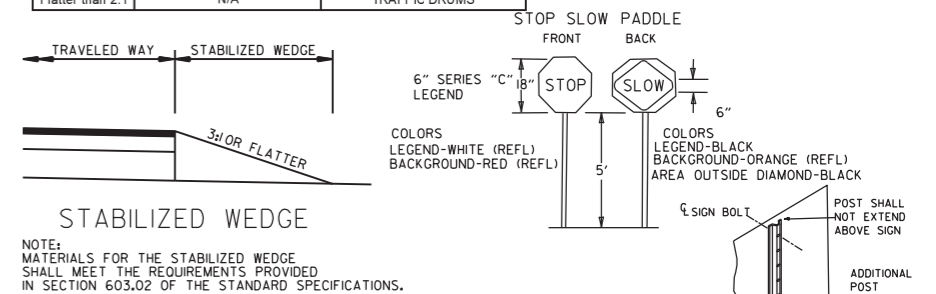 Flatter than 2:1 N/A TRAFFIC DRUMS
STOP SLOW PADDLE
FRONT BACK
TRAVELED WAY STABILIZED WEDGE
6" SERIES "C" 18" STOP SLOW
LEGEND
6"
3:1 OR FLATTER
COLORS
LEGEND-WHITE (REFL)
BACKGROUND-RED (REFL)
5'
COLORS
LEGEND-BLACK
BACKGROUND-ORANGE (REFL)
AREA OUTSIDE DIAMOND-BLACK
STABILIZED WEDGE
NOTE:
MATERIALS FOR THE STABILIZED WEDGE
SHALL MEET THE REQUIREMENTS PROVIDED
IN SECTION 603.02 OF THE STANDARD SPECIFICATIONS.
℄ SIGN BOLT
POST SHALL
NOT EXTEND
ABOVE SIGN
ADDITIONAL
POST